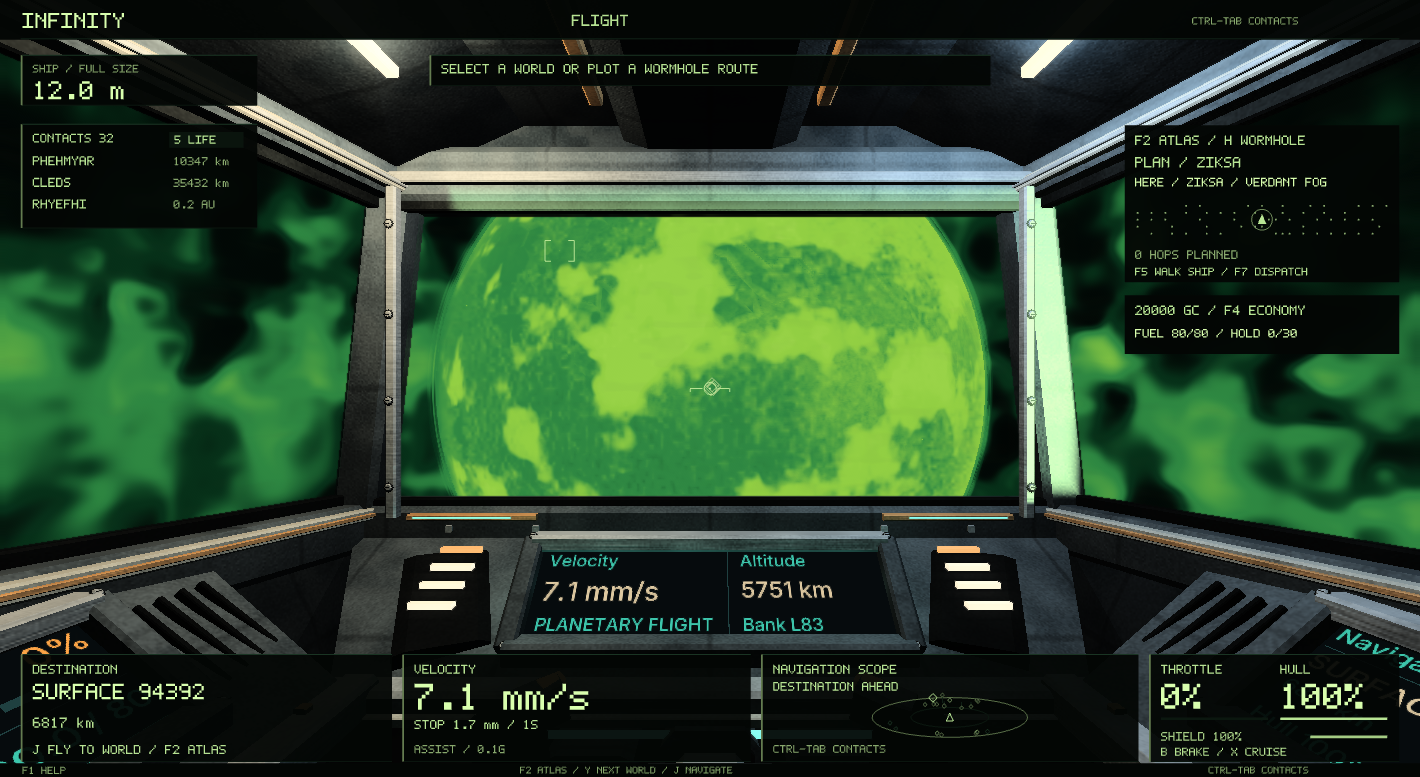 INFINITY
FLIGHT
CTRL-TAB CONTACTS
SHIP / FULL SIZE
12.0 m
SELECT A WORLD OR PLOT A WORMHOLE ROUTE
CONTACTS 32 5 LIFE
PHEHMYAR 10347 km
CLEDS 35432 km
RHYEFHI 0.2 AU
F2 ATLAS / H WORMHOLE
PLAN / ZIKSA
HERE / ZIKSA / VERDANT FOG
0 HOPS PLANNED
F5 WALK SHIP / F7 DISPATCH
20000 GC / F4 ECONOMY
FUEL 80/80 / HOLD 0/30
Velocity
7.1 mm/s
PLANETARY FLIGHT
Altitude
5751 km
Bank L83
DESTINATION
SURFACE 94392
6817 km
J FLY TO WORLD / F2 ATLAS
VELOCITY
7.1 mm/s
STOP 1.7 mm / 1S
ASSIST / 0.1G
NAVIGATION SCOPE
DESTINATION AHEAD
CTRL-TAB CONTACTS
THROTTLE
0%
HULL
100%
SHIELD 100%
B BRAKE / X CRUISE
F1 HELP
F2 ATLAS / Y NEXT WORLD / J NAVIGATE
CTRL-TAB CONTACTS